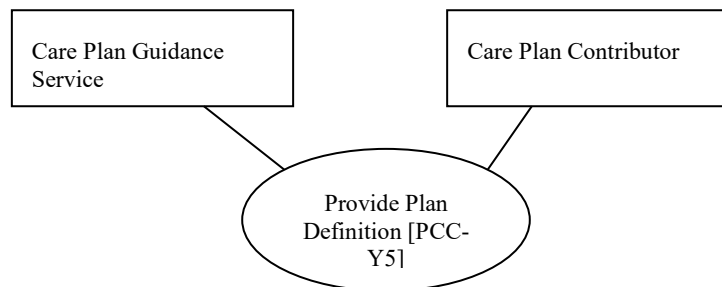 Care Plan Guidance
Service
Care Plan Contributor
Provide Plan
Definition [PCC-
Y5]